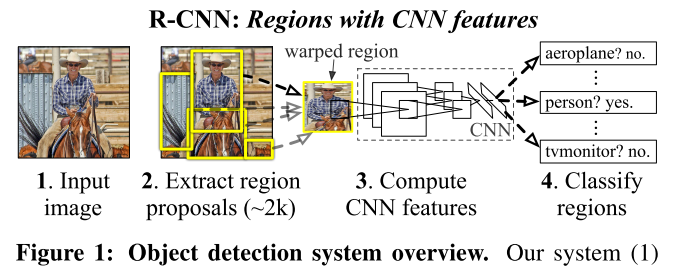 R-CNN: Regions with CNN features
warped region
aeroplane? no.
person? yes.
CNN
tvmonitor? no.
1. Input
image
2. Extract region
proposals (~2k)
3. Compute
CNN features
4. Classify
regions
Figure 1: Object detection system overview. Our system (1)